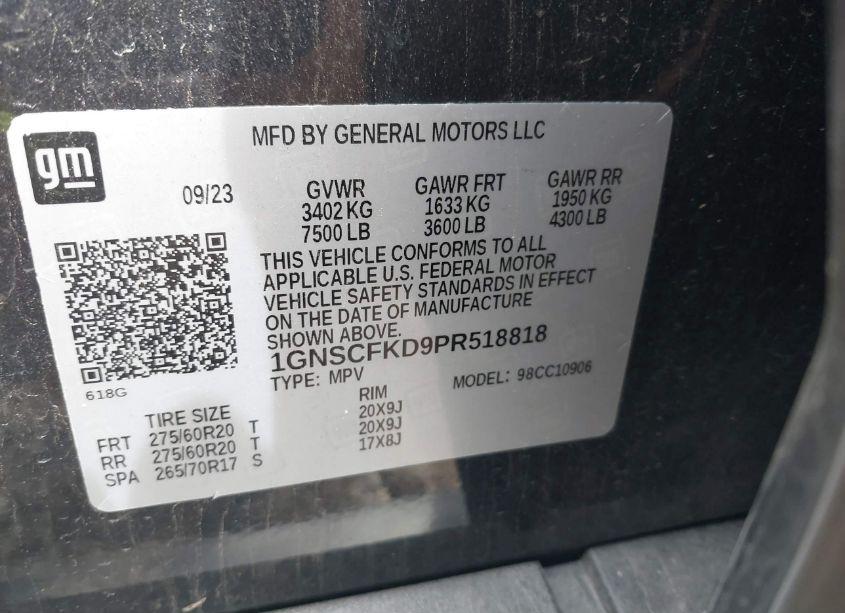 gm
MFD BY GENERAL MOTORS LLC
09/23
GVWR GAWR FRT GAWR RR
3402 KG 1633 KG 1950 KG
7500 LB 3600 LB 4300 LB
THIS VEHICLE CONFORMS TO ALL
APPLICABLE U.S. FEDERAL MOTOR
VEHICLE SAFETY STANDARDS IN EFFECT
ON THE DATE OF MANUFACTURE
SHOWN ABOVE.
1GNSCFKD9PR518818
TYPE: MPV MODEL: 98CC10906
618G
TIRE SIZE RIM
FRT 275/60R20 T 20X9J
RR 275/60R20 T 20X9J
SPA 265/70R17 S 17X8J